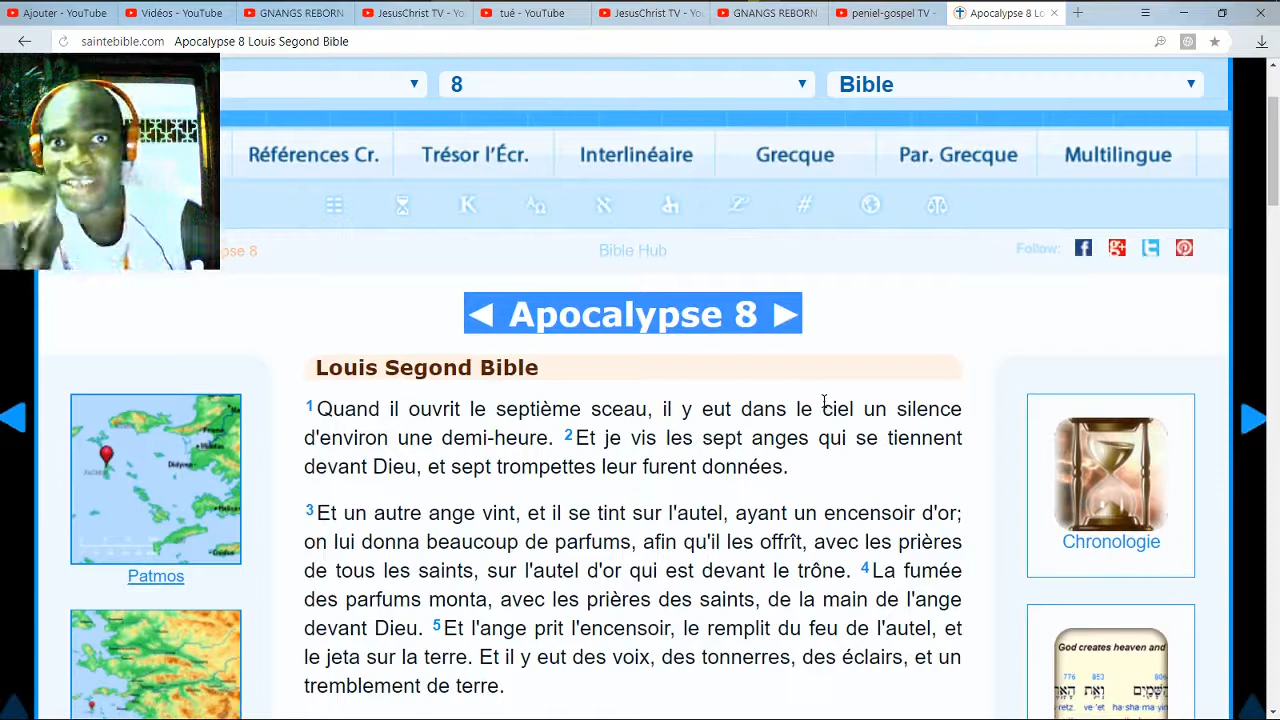 Ajouter - YouTube
Vidéos - YouTube
GNANGS REBORN
JesusChrist TV - Yo
tué - YouTube
JesusChrist TV - Yo
GNANGS REBORN
peniel-gospel TV -
Apocalypse 8 Lo
saintebible.com Apocalypse 8 Louis Segond Bible
8
Bible
Références Cr.
Trésor l'Écr.
Interlinéaire
Grecque
Par. Grecque
Multilingue
pse 8
Bible Hub
Follow:
◄ Apocalypse 8 ►
Louis Segond Bible
1 Quand il ouvrit le septième sceau, il y eut dans le ciel un silence
d'environ une demi-heure. 2 Et je vis les sept anges qui se tiennent
devant Dieu, et sept trompettes leur furent données.
3 Et un autre ange vint, et il se tint sur l'autel, ayant un encensoir d'or;
on lui donna beaucoup de parfums, afin qu'il les offrît, avec les prières
de tous les saints, sur l'autel d'or qui est devant le trône. 4 La fumée
des parfums monta, avec les prières des saints, de la main de l'ange
devant Dieu. 5 Et l'ange prit l'encensoir, le remplit du feu de l'autel, et
le jeta sur la terre. Et il y eut des voix, des tonnerres, des éclairs, et un
tremblement de terre.
Patmos
Chronologie
God creates heaven and
776 853
ha·sha·ma·yin